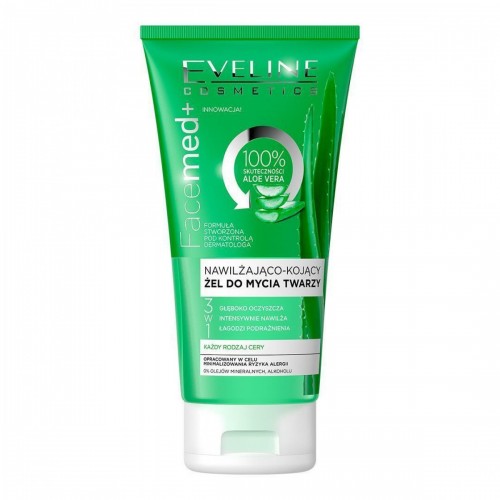 EVELINE
COSMETICS
INNOWACJA!
Facemed+
100%
SKUTECZNOŚCI
ALOE VERA
FORMUŁA
STWORZONA
POD KONTROLĄ
DERMATOLOGA
NAWILŻAJĄCO-KOJĄCY
ŻEL DO MYCIA TWARZY
3w1
GŁĘBOKO OCZYSZCZA
INTENSYWNIE NAWILŻA
ŁAGODZI PODRAŻNIENIA
KAŻDY RODZAJ CERY
OPRACOWANY W CELU
MINIMALIZOWANIA RYZYKA ALERGII
0% OLEJÓW MINERALNYCH, ALKOHOLU